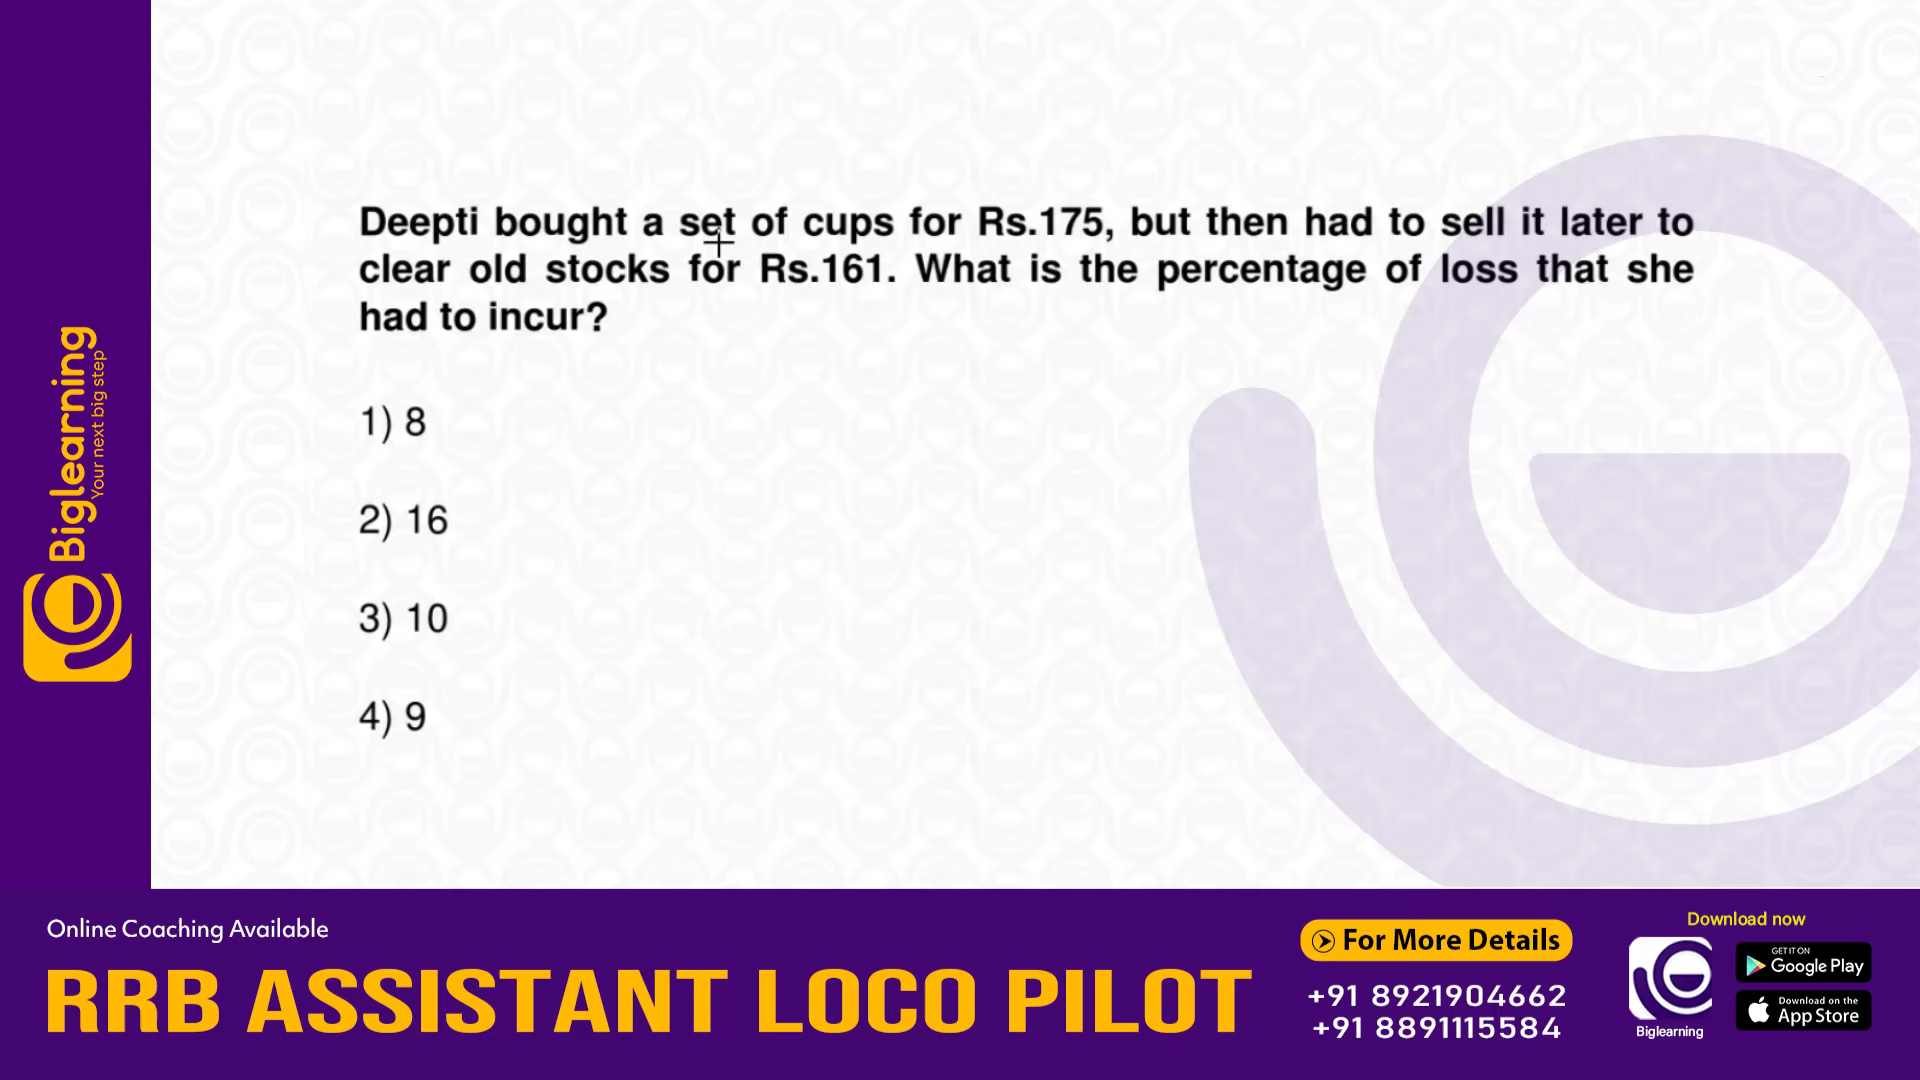 Deepti bought a set of cups for Rs.175, but then had to sell it later to
clear old stocks for Rs.161. What is the percentage of loss that she
had to incur?
1) 8
2) 16
3) 10
4) 9
Biglearning
Your next big step
Online Coaching Available
RRB ASSISTANT LOCO PILOT
For More Details
+91 8921904662
+91 8891115584
Download now
Biglearning
GET IT ON
Google Play
Download on the
App Store